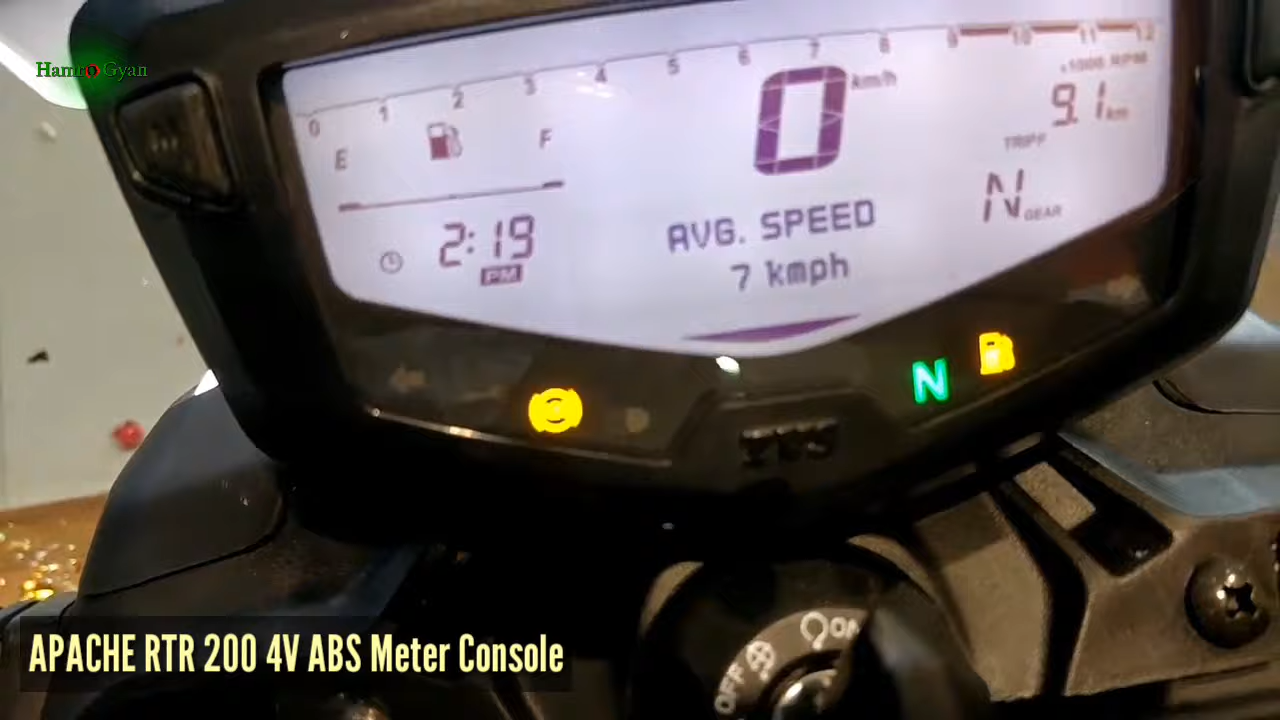 Hamro Gyan
0 1 2 3 4 5 6 7 8 9 10 11 12
x1000 RPM
E F
0 km/h
9.1 km
TRIP F
N GEAR
2:19
PM
AVG. SPEED
7 kmph
N
TVS
ON
OFF
APACHE RTR 200 4V ABS Meter Console